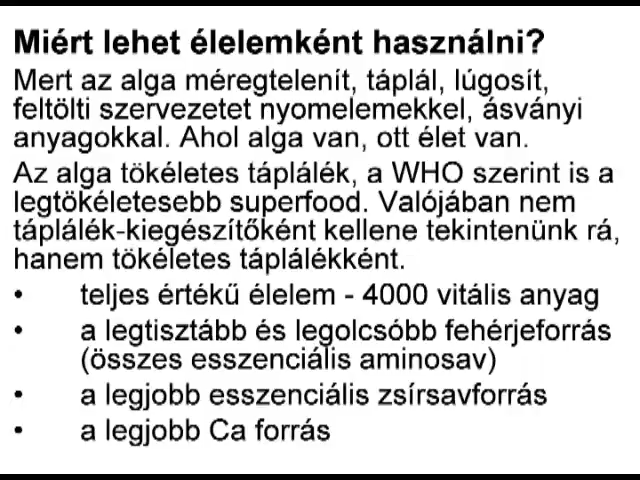 Miért lehet élelemként használni?
Mert az alga méregtelenít, táplál, lúgosít,
feltölti szervezetet nyomelemekkel, ásványi
anyagokkal. Ahol alga van, ott élet van.
Az alga tökéletes táplálék, a WHO szerint is a
legtökéletesebb superfood. Valójában nem
táplálék-kiegészítőként kellene tekintenünk rá,
hanem tökéletes táplálékként.
• teljes értékű élelem - 4000 vitális anyag
• a legtisztább és legolcsóbb fehérjeforrás
(összes esszenciális aminosav)
• a legjobb esszenciális zsírsavforrás
• a legjobb Ca forrás